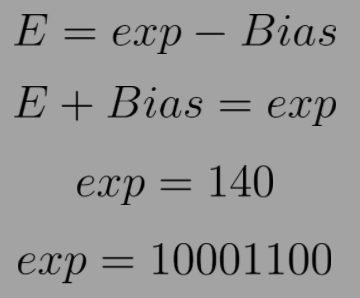 E = exp − Bias
E + Bias = exp
exp = 140
exp = 10001100